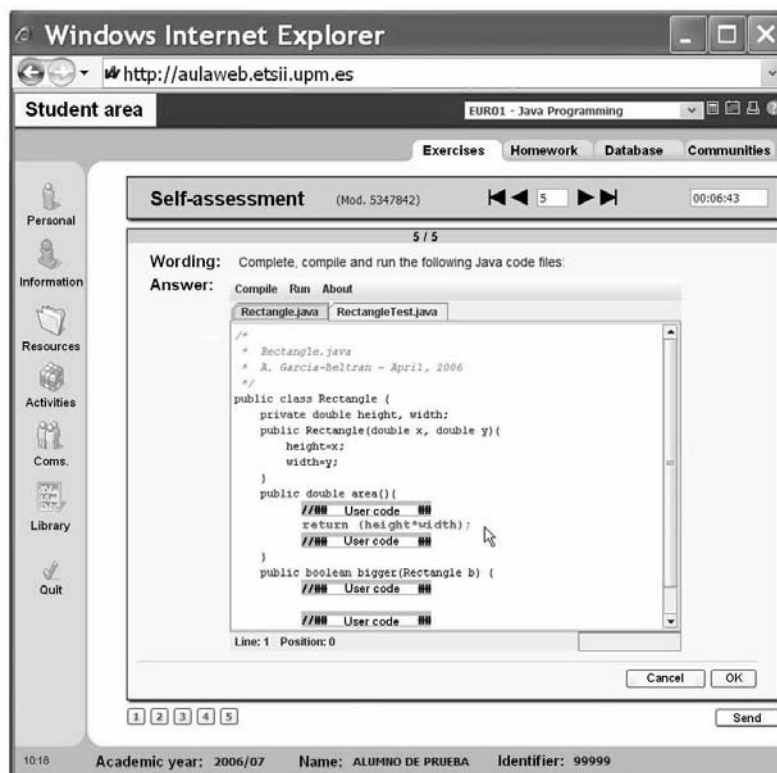 Windows Internet Explorer
http://aulaweb.etsii.upm.es
Student area
EUR01 - Java Programming
Exercises Homework Database Communities
Self-assessment (Mod. 5347842) 5 00:06:43
5 / 5
Personal
Information
Resources
Activities
Coms.
Library
Quit
Wording: Complete, compile and run the following Java code files:
Answer:
Compile Run About
Rectangle.java RectangleTest.java
/*
* Rectangle.java
* A. Garcia-Beltran - April, 2006
*/
public class Rectangle {
private double height, width;
public Rectangle(double x, double y){
height=x;
width=y;
}
public double area(){
//## User code ##
return (height*width);
//## User code ##
}
public boolean bigger(Rectangle b) {
//## User code ##
//## User code ##
Line: 1 Position: 0
Cancel OK
1 2 3 4 5
Send
10:18 Academic year: 2006/07 Name: ALUMNO DE PRUEBA Identifier: 99999